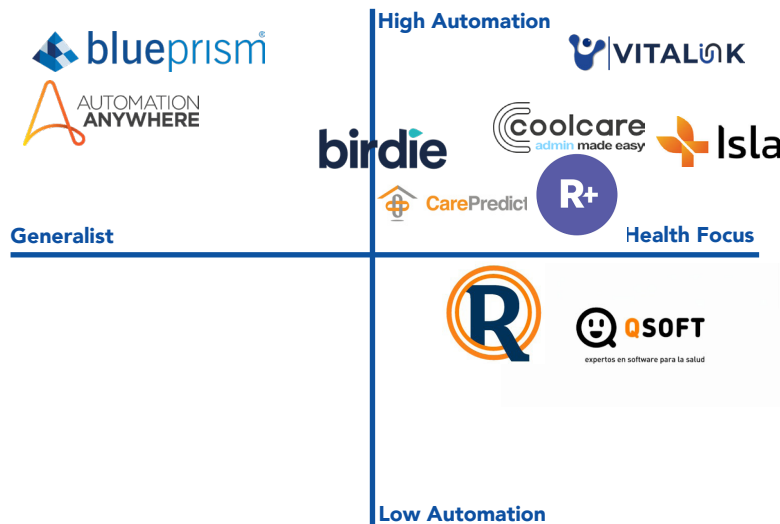 High Automation
blueprism®
VITALINK
AUTOMATION
ANYWHERE
birdie
coolcare
admin made easy
Isla
CarePredict
R+
Generalist
Health Focus
R
QSOFT
expertos en software para la salud
Low Automation